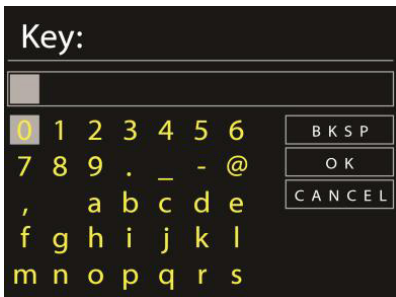 Key:
0 1 2 3 4 5 6 BKSP
7 8 9 . _ - @ OK
, a b c d e CANCEL
f g h i j k l
m n o p q r s